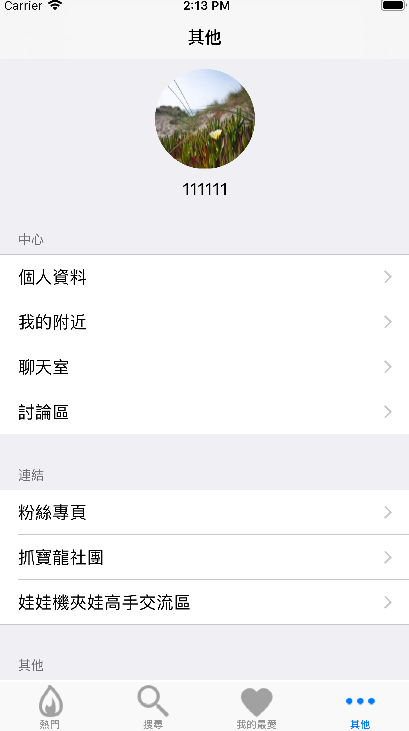 Carrier 2:13 PM
其他
111111
中心
個人資料
我的附近
聊天室
討論區
連結
粉絲專頁
抓寶龍社團
娃娃機夾娃高手交流區
其他
熱門 搜尋 我的最愛 其他